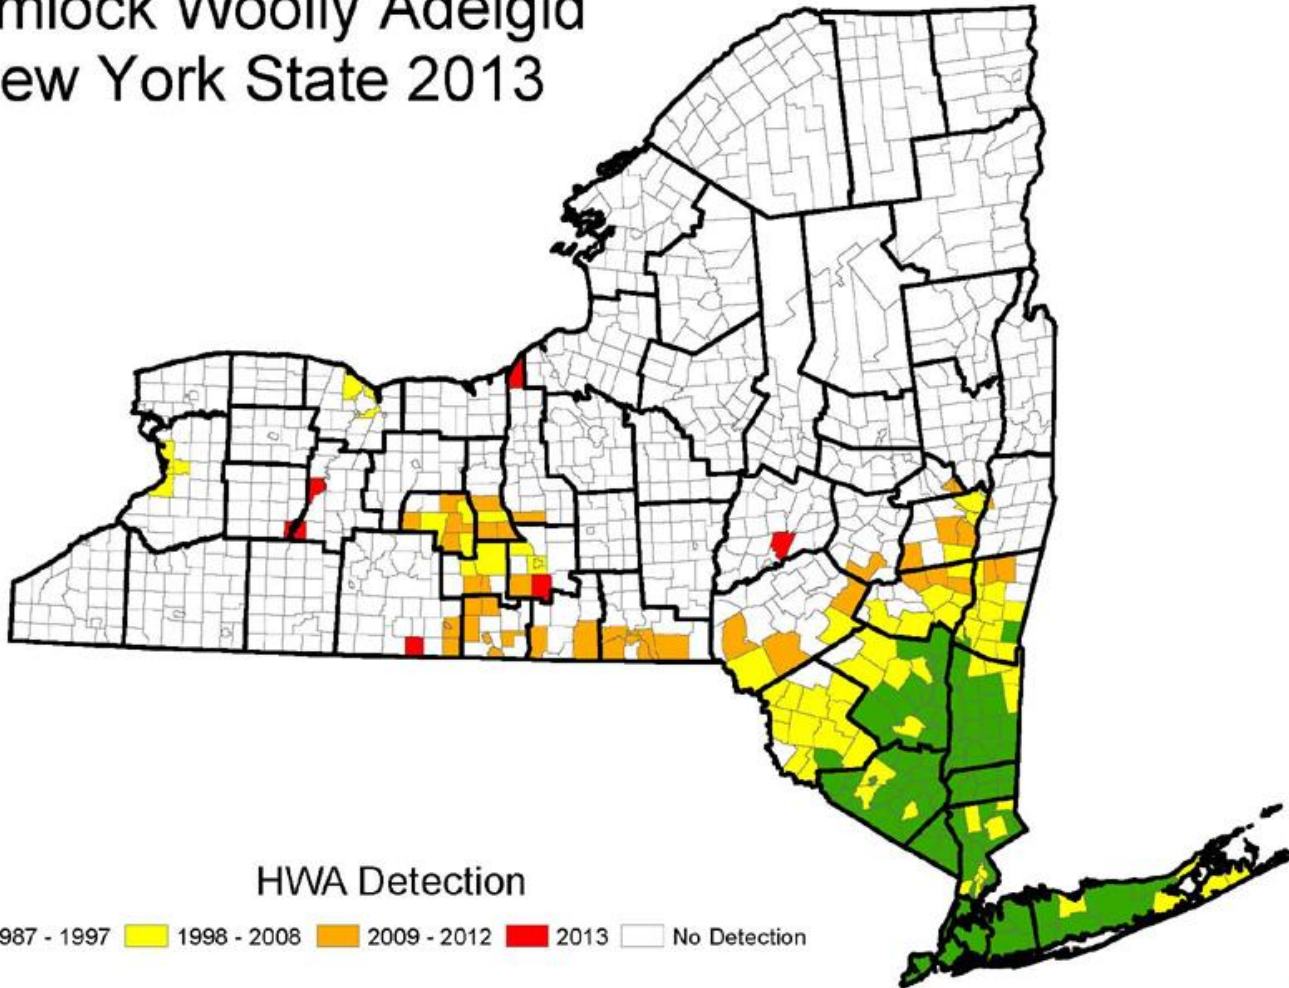 mlock Woolly Adelgid
ew York State 2013
HWA Detection
987 - 1997 1998 - 2008 2009 - 2012 2013 No Detection